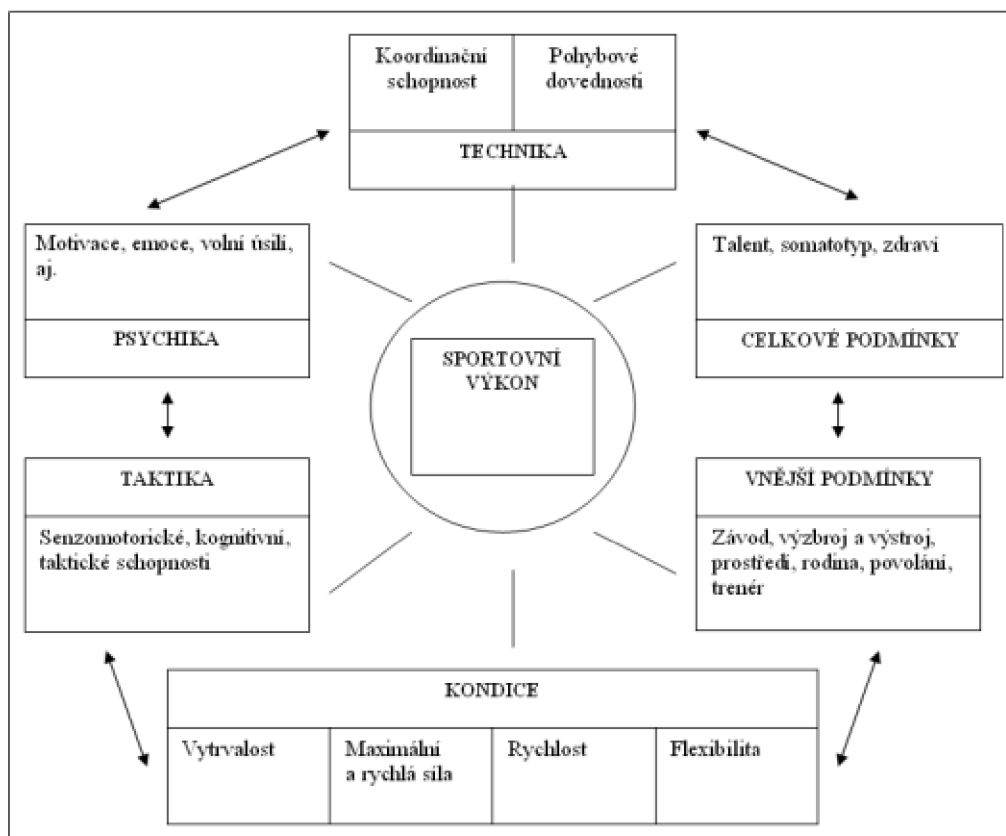 Koordinační
schopnost
Pohybové
dovednosti
TECHNIKA
Motivace, emoce, volní úsilí,
aj.
PSYCHIKA
Talent, somatotyp, zdraví
CELKOVÉ PODMÍNKY
SPORTOVNÍ
VÝKON
TAKTIKA
Senzomotorické, kognitivní,
taktické schopnosti
VNĚJŠÍ PODMÍNKY
Závod, výzbroj a výstroj,
prostředí, rodina, povolání,
trenér
KONDICE
Vytrvalost
Maximální
a rychlá síla
Rychlost
Flexibilita